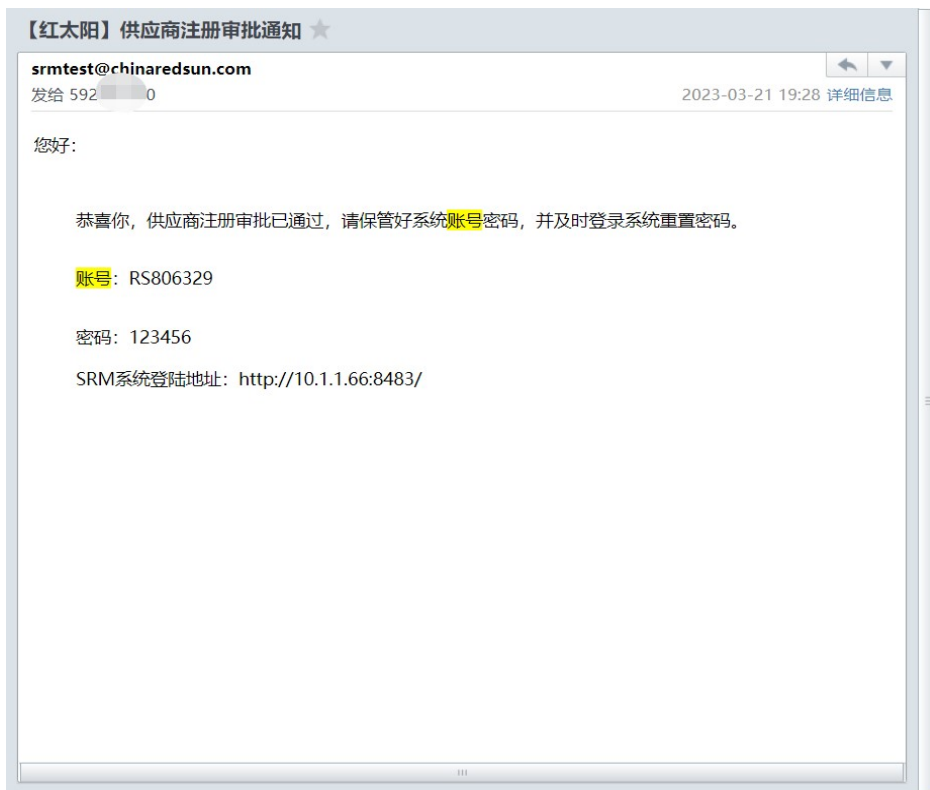 【红太阳】供应商注册审批通知
srmtest@chinaredsun.com
发给 592 0
2023-03-21 19:28 详细信息
您好：
恭喜你，供应商注册审批已通过，请保管好系统账号密码，并及时登录系统重置密码。
账号：RS806329
密码：123456
SRM系统登陆地址：http://10.1.1.66:8483/